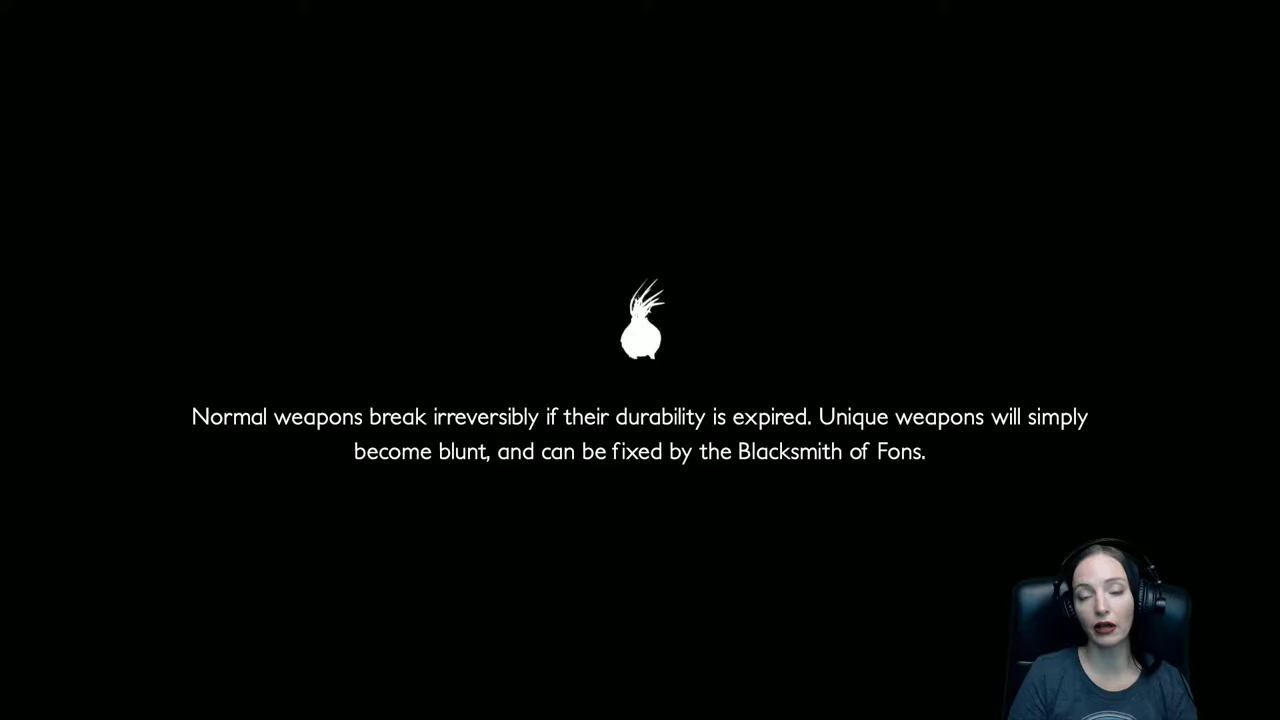 Normal weapons break irreversibly if their durability is expired. Unique weapons will simply
become blunt, and can be fixed by the Blacksmith of Fons.